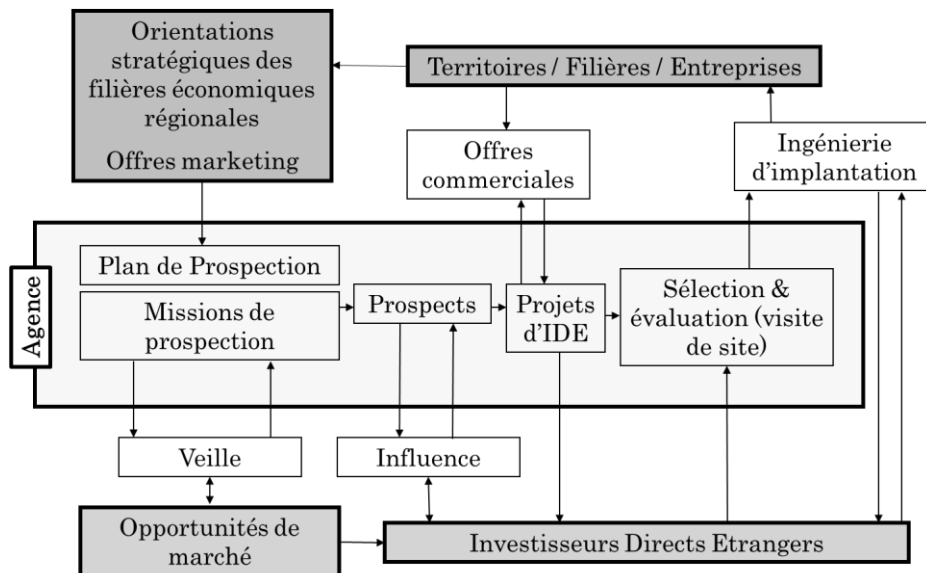 Orientations
stratégiques des
filières économiques
régionales
Offres marketing
Territoires / Filières / Entreprises
Offres
commerciales
Ingénierie
d'implantation
Agence
Plan de Prospection
Missions de
prospection
Prospects
Projets
d'IDE
Sélection &
évaluation (visite
de site)
Veille
Influence
Opportunités de
marché
Investisseurs Directs Etrangers